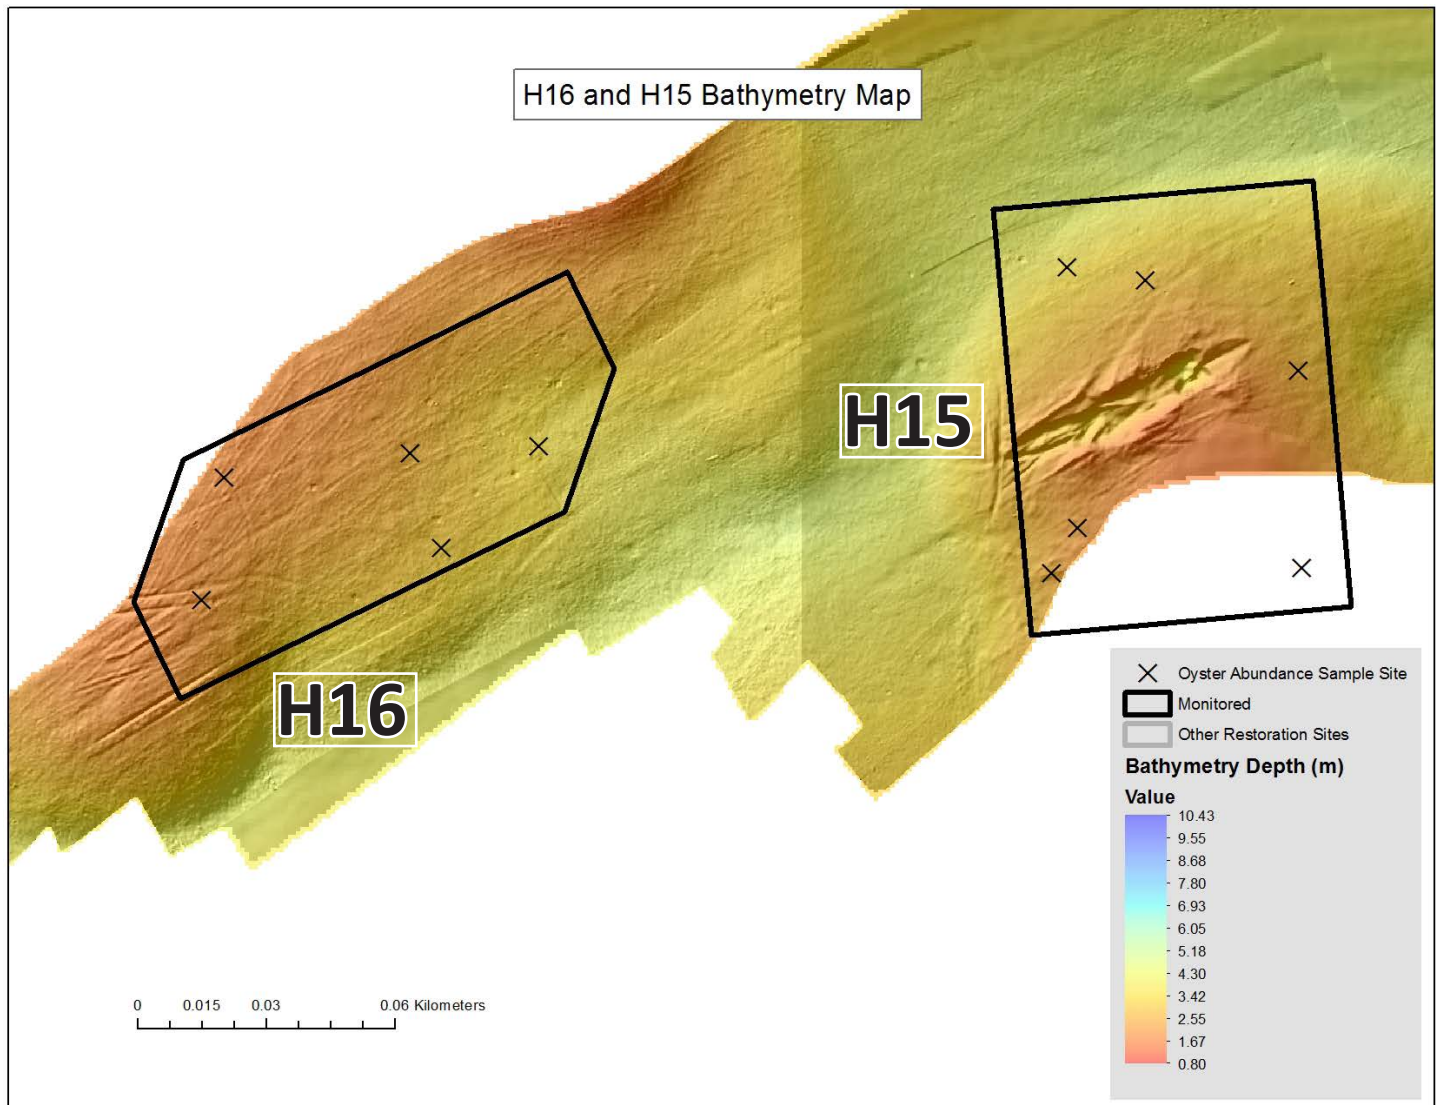 H16 and H15 Bathymetry Map
H15
H16
Oyster Abundance Sample Site
Monitored
Other Restoration Sites
Bathymetry Depth (m)
Value
10.43
9.55
8.68
7.80
6.93
6.05
5.18
4.30
3.42
2.55
1.67
0.80
0 0.015 0.03 0.06 Kilometers